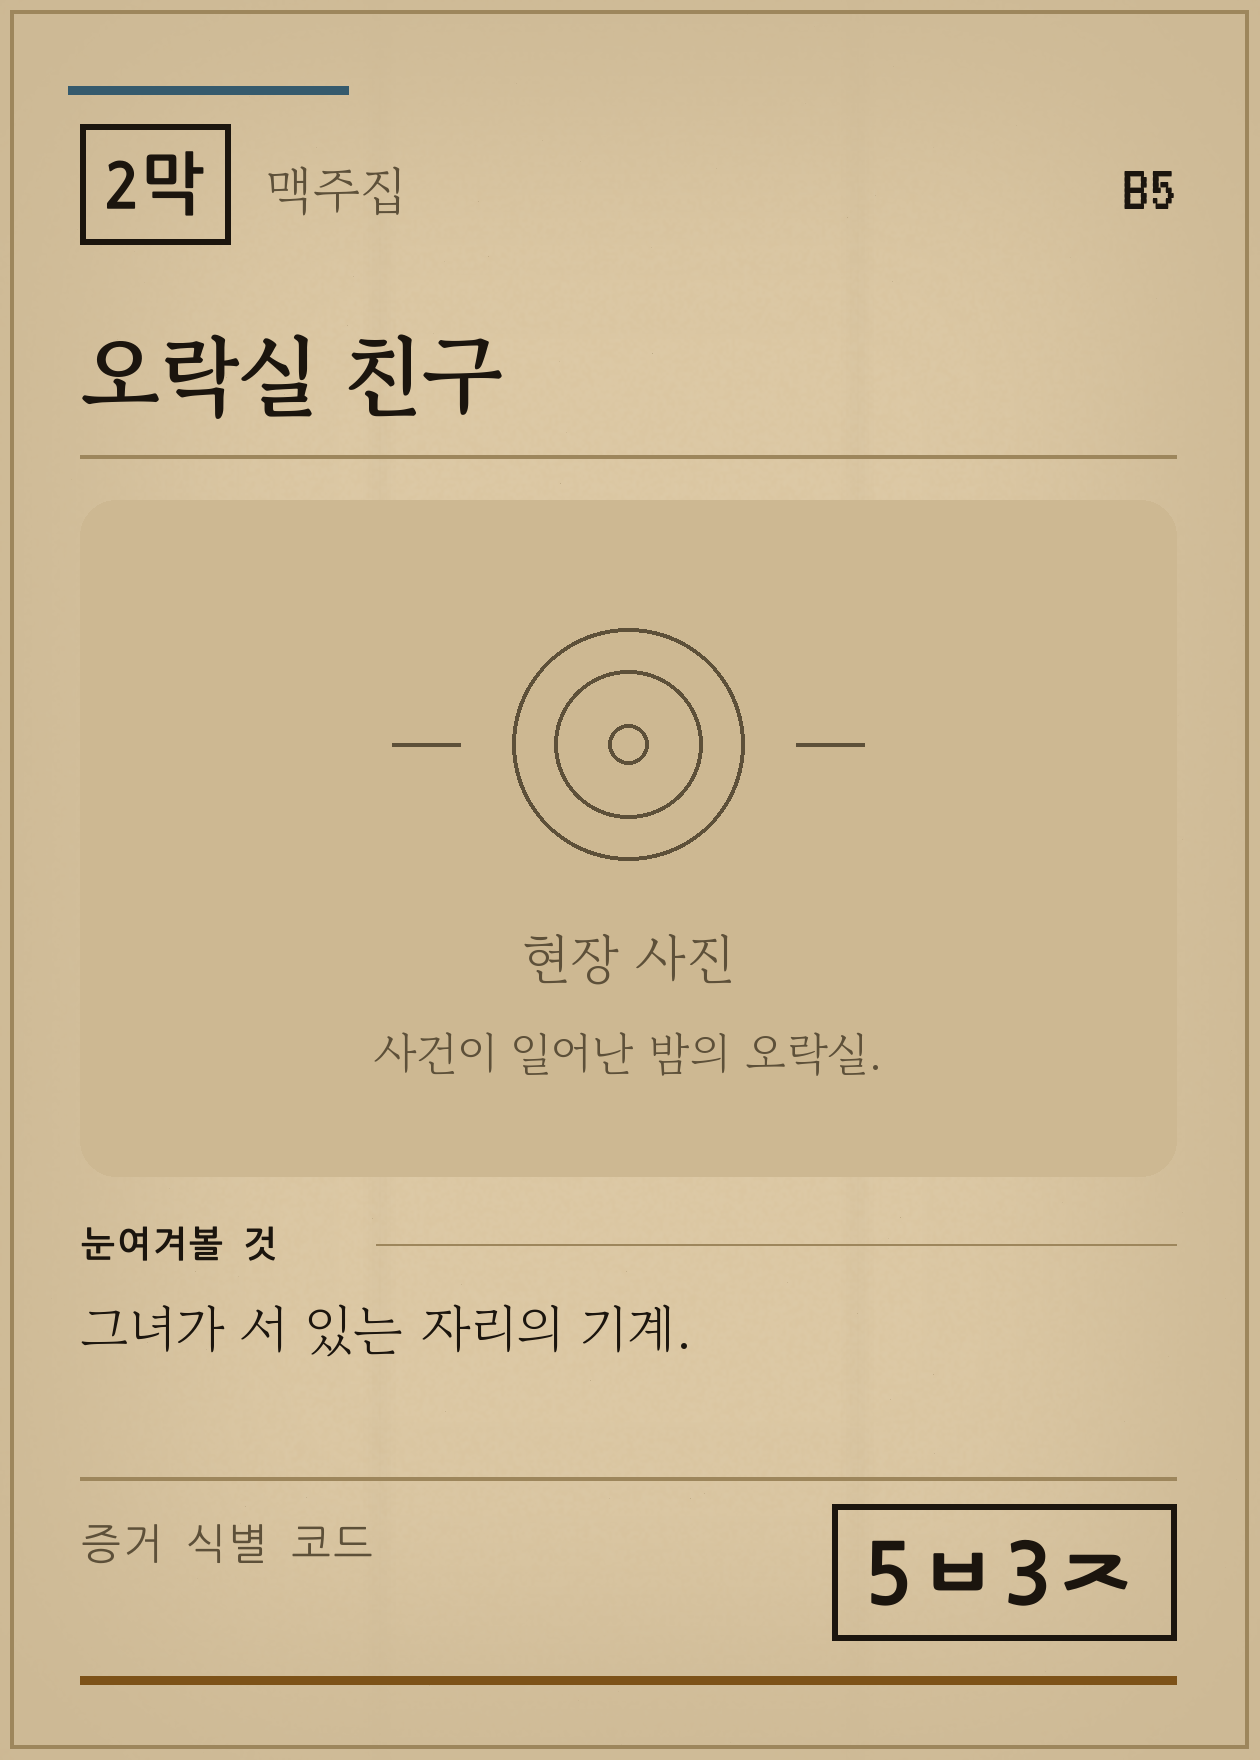 2막 맥주집 B5
오락실 친구
현장 사진
사건이 일어난 밤의 오락실.
눈여겨볼 것
그녀가 서 있는 자리의 기계.
증거 식별 코드 5ㅂ3ㅈ